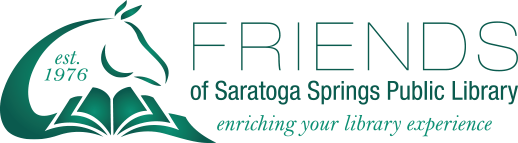 est.
1976
FRIENDS
of Saratoga Springs Public Library
enriching your library experience